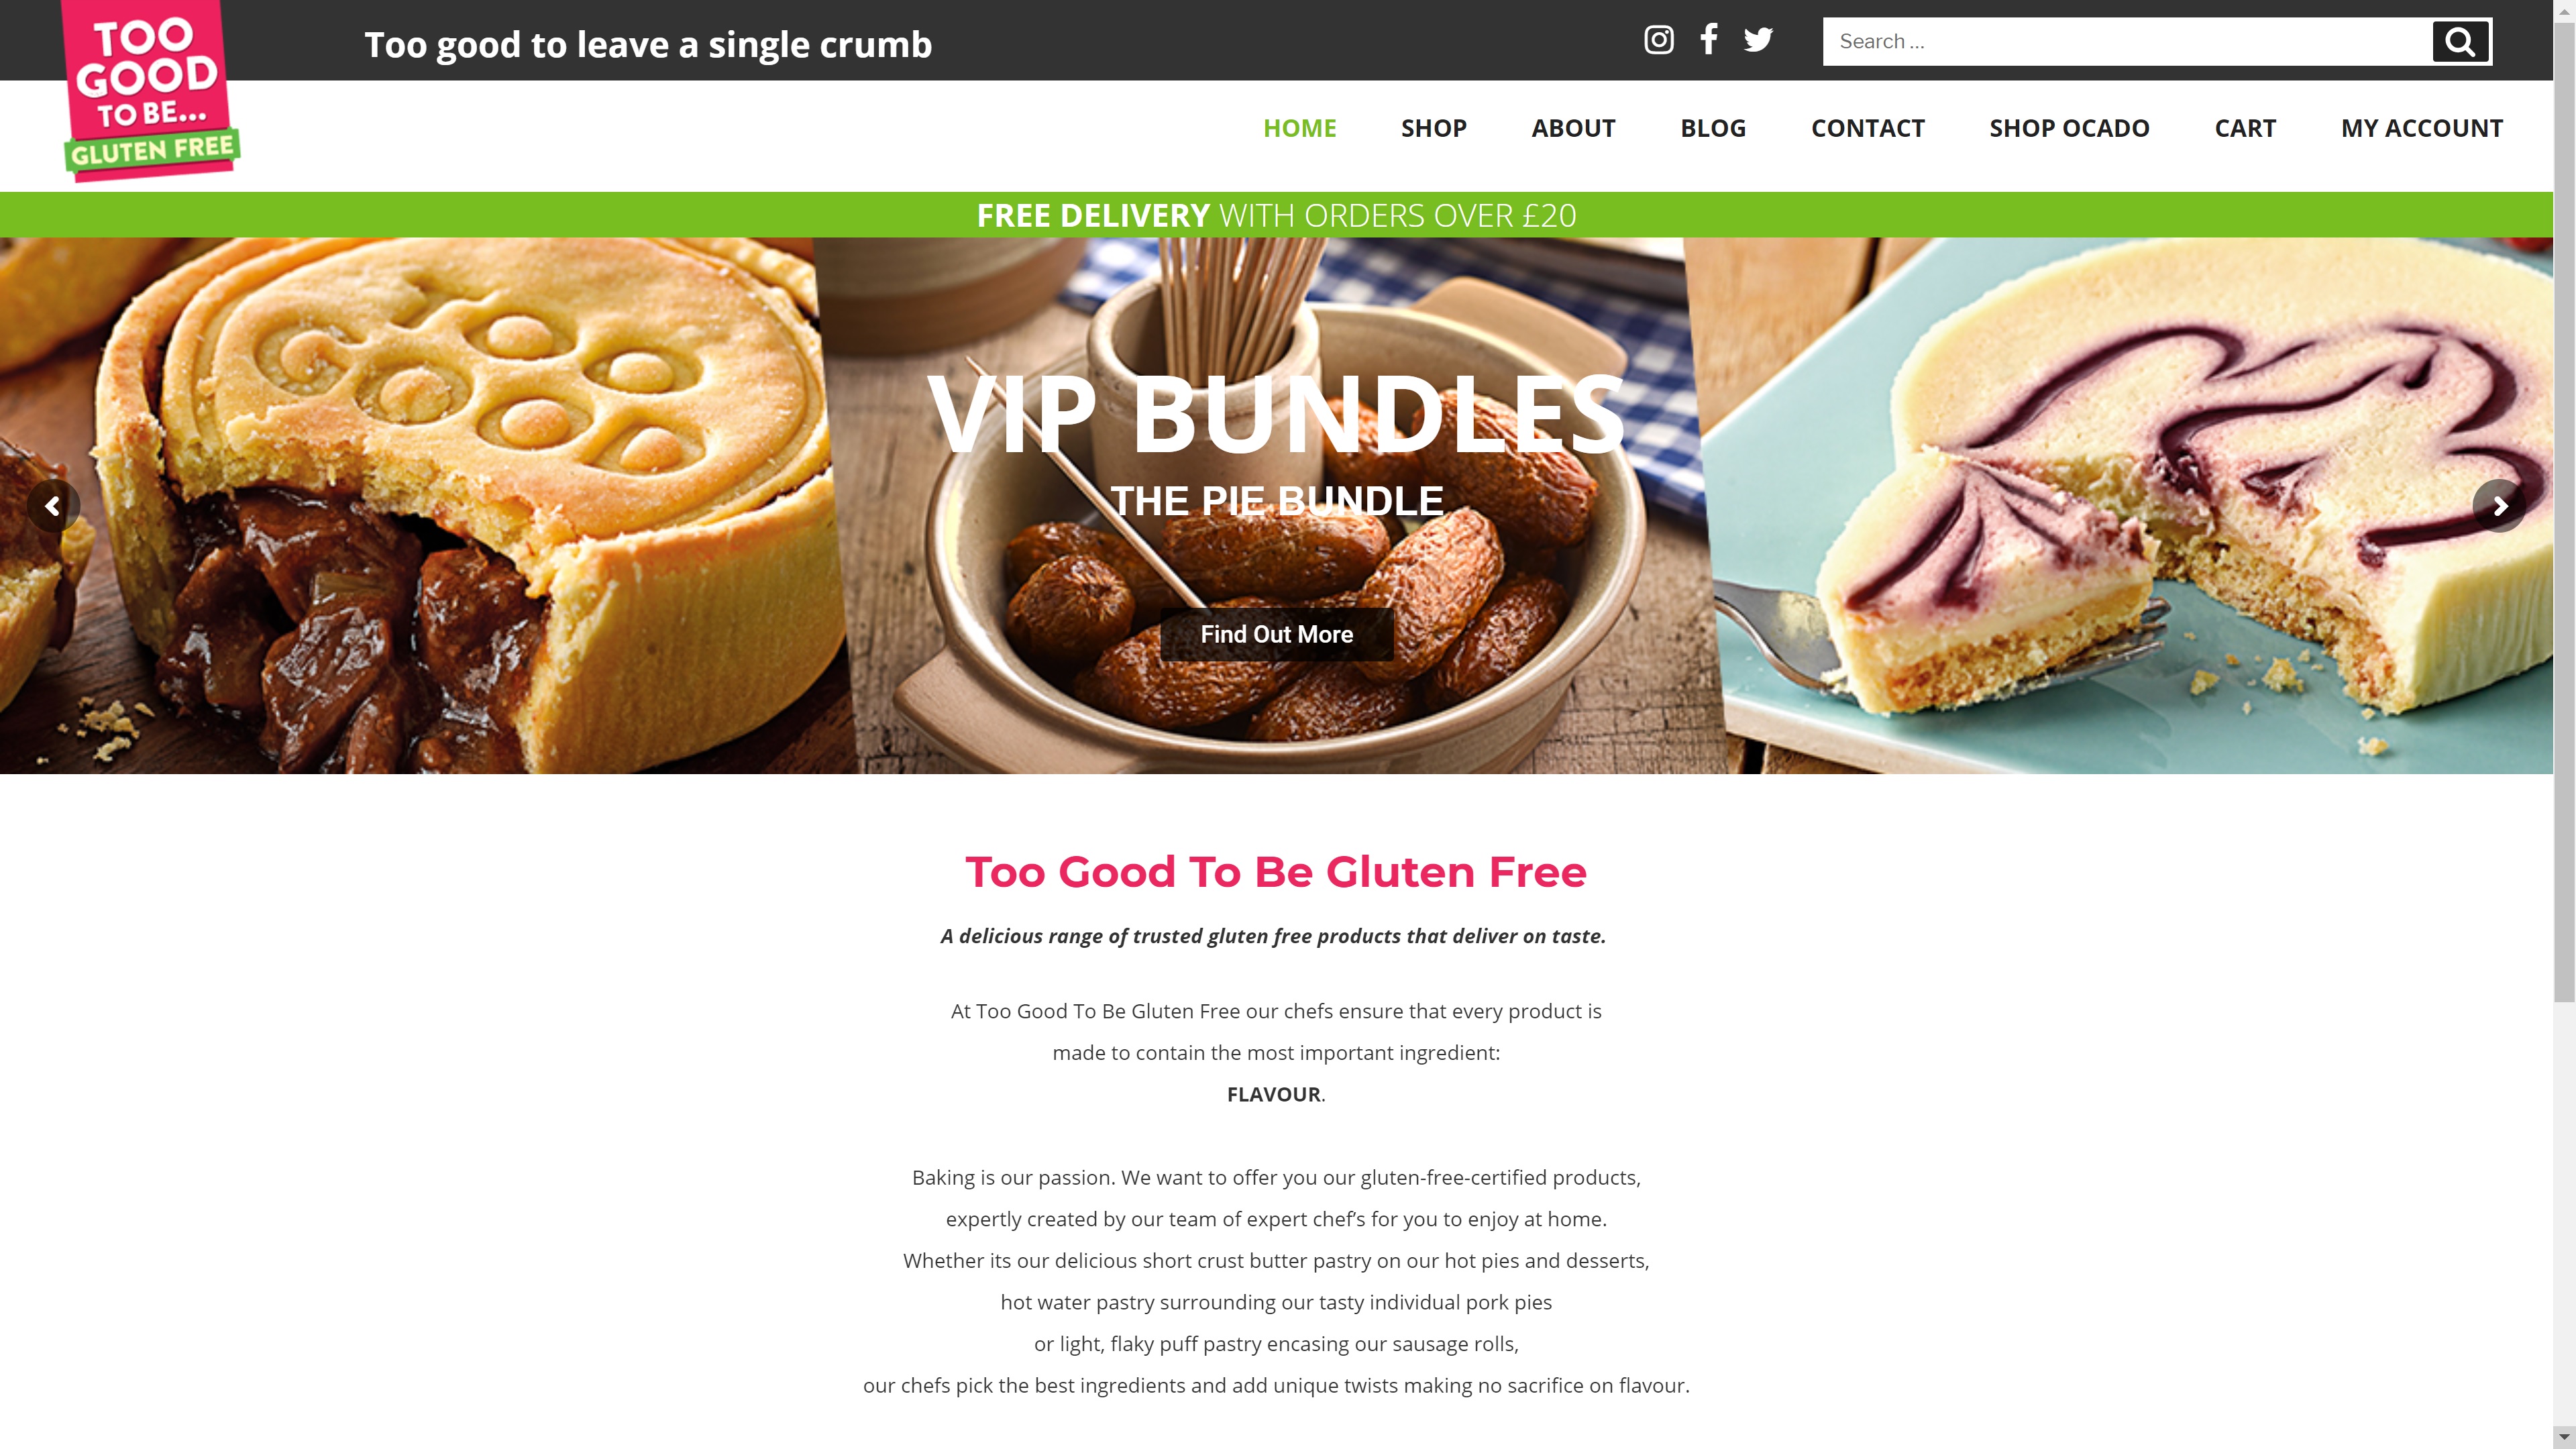 TOO
GOOD
TO BE...
GLUTEN FREE
Too good to leave a single crumb
Search ...
HOME SHOP ABOUT BLOG CONTACT SHOP OCADO CART MY ACCOUNT
FREE DELIVERY WITH ORDERS OVER £20
VIP BUNDLES
THE PIE BUNDLE
Find Out More
Too Good To Be Gluten Free
A delicious range of trusted gluten free products that deliver on taste.
At Too Good To Be Gluten Free our chefs ensure that every product is
made to contain the most important ingredient:
FLAVOUR.
Baking is our passion. We want to offer you our gluten-free-certified products,
expertly created by our team of expert chef’s for you to enjoy at home.
Whether its our delicious short crust butter pastry on our hot pies and desserts,
hot water pastry surrounding our tasty individual pork pies
or light, flaky puff pastry encasing our sausage rolls,
our chefs pick the best ingredients and add unique twists making no sacrifice on flavour.